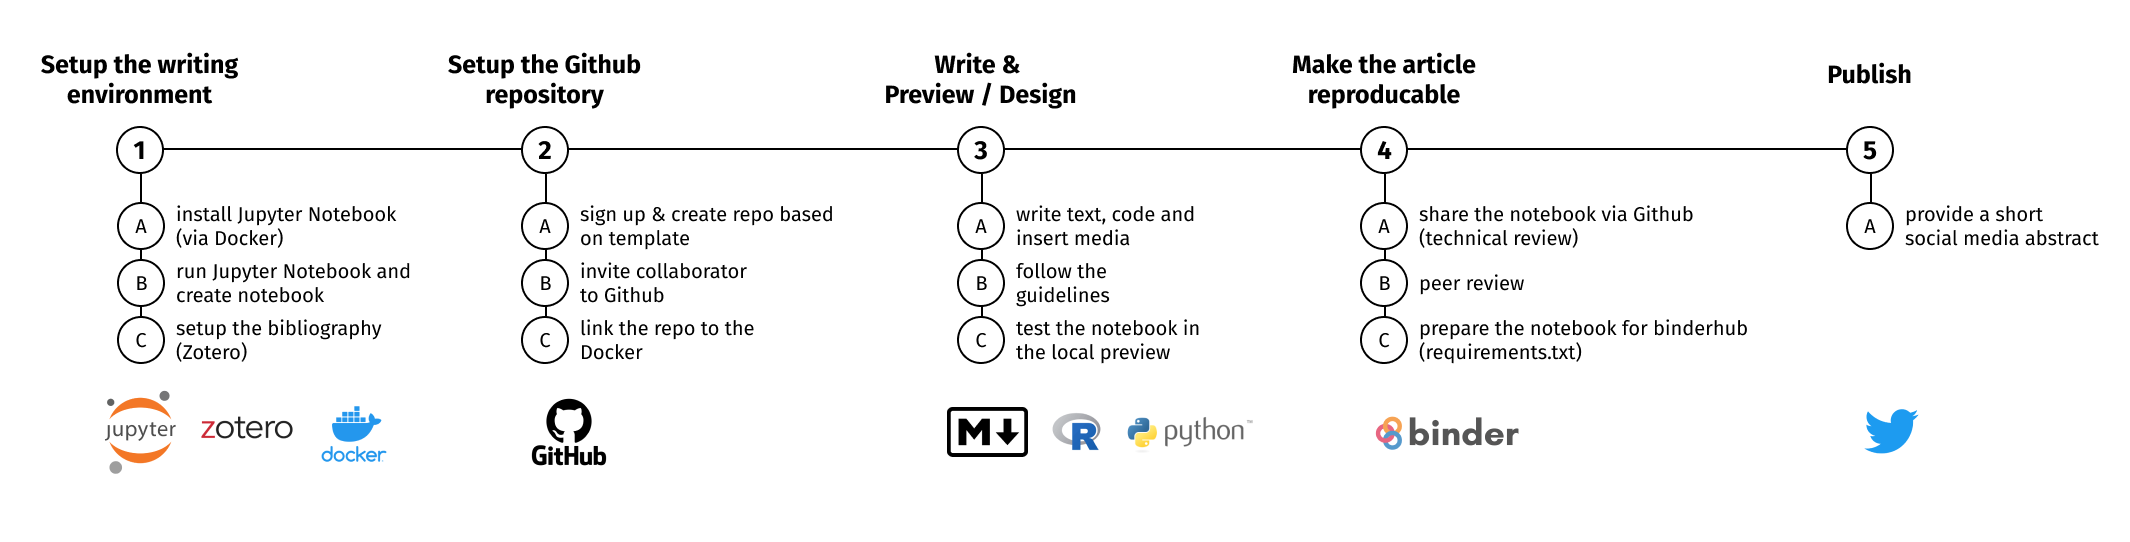 Setup the writing
environment
1
A
install Jupyter Notebook
(via Docker)
B
run Jupyter Notebook and
create notebook
C
setup the bibliography
(Zotero)
jupyter
zotero
docker
Setup the Github
repository
2
A
sign up & create repo based
on template
B
invite collaborator
to Github
C
link the repo to the
Docker
GitHub
Write &
Preview / Design
3
A
write text, code and
insert media
B
follow the
guidelines
C
test the notebook in
the local preview
M
R
python™
Make the article
reproducable
4
A
share the notebook via Github
(technical review)
B
peer review
C
prepare the notebook for binderhub
(requirements.txt)
binder
Publish
5
A
provide a short
social media abstract